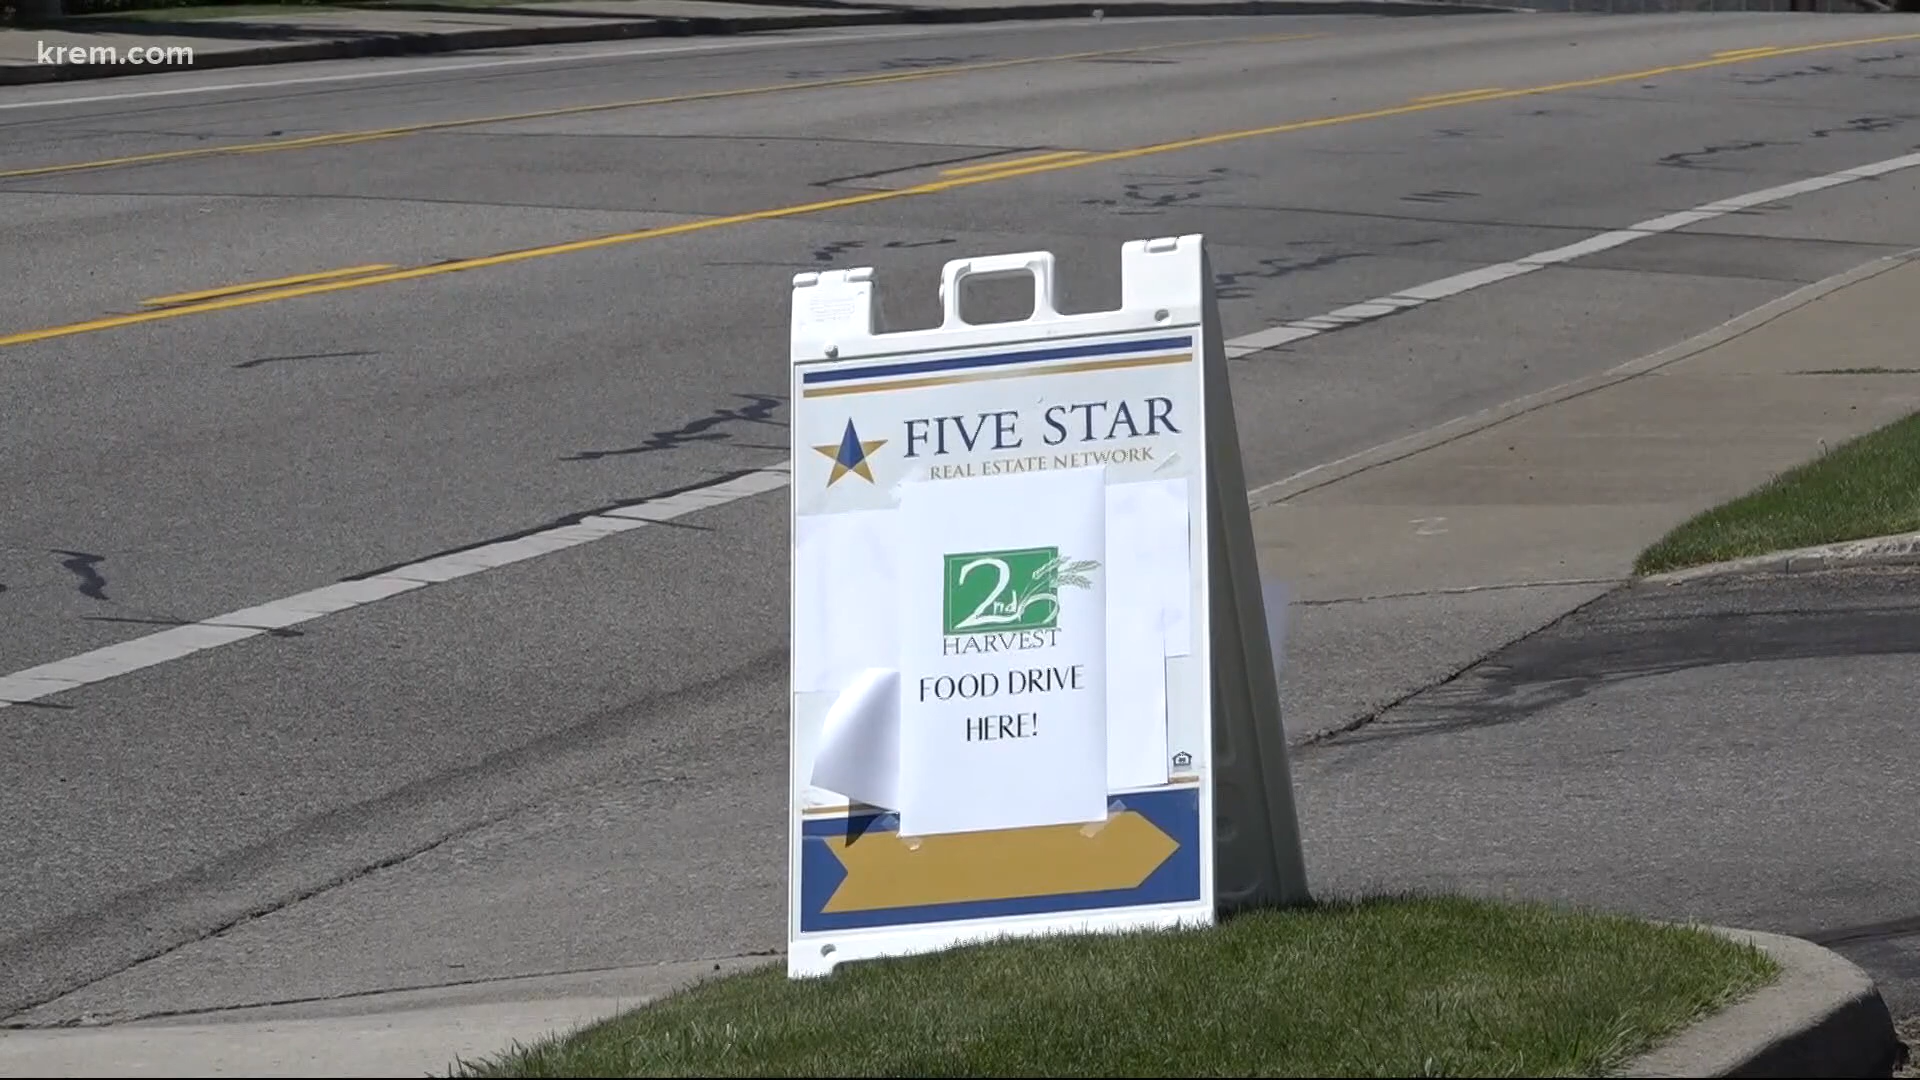 krem.com
FIVE STAR
REAL ESTATE NETWORK
2nd
HARVEST
FOOD DRIVE
HERE!